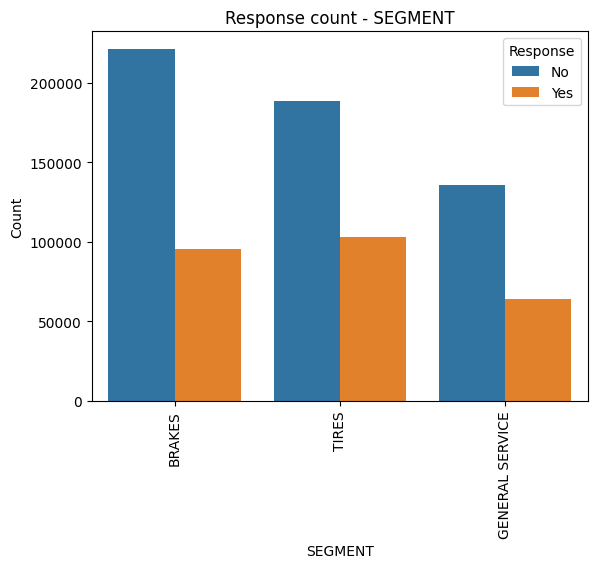 Response count - SEGMENT
Response
No
Yes
Count
200000
150000
100000
50000
0
BRAKES
TIRES
GENERAL SERVICE
SEGMENT